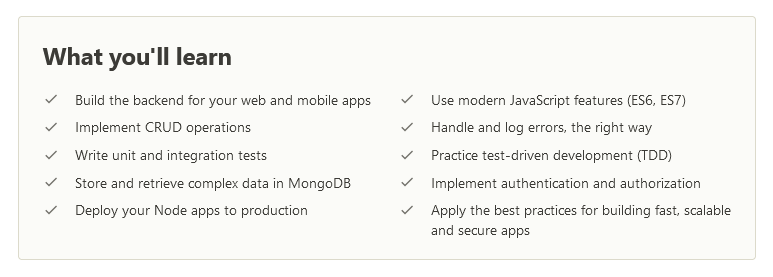 What you'll learn
Build the backend for your web and mobile apps
Implement CRUD operations
Write unit and integration tests
Store and retrieve complex data in MongoDB
Deploy your Node apps to production
Use modern JavaScript features (ES6, ES7)
Handle and log errors, the right way
Practice test-driven development (TDD)
Implement authentication and authorization
Apply the best practices for building fast, scalable
and secure apps